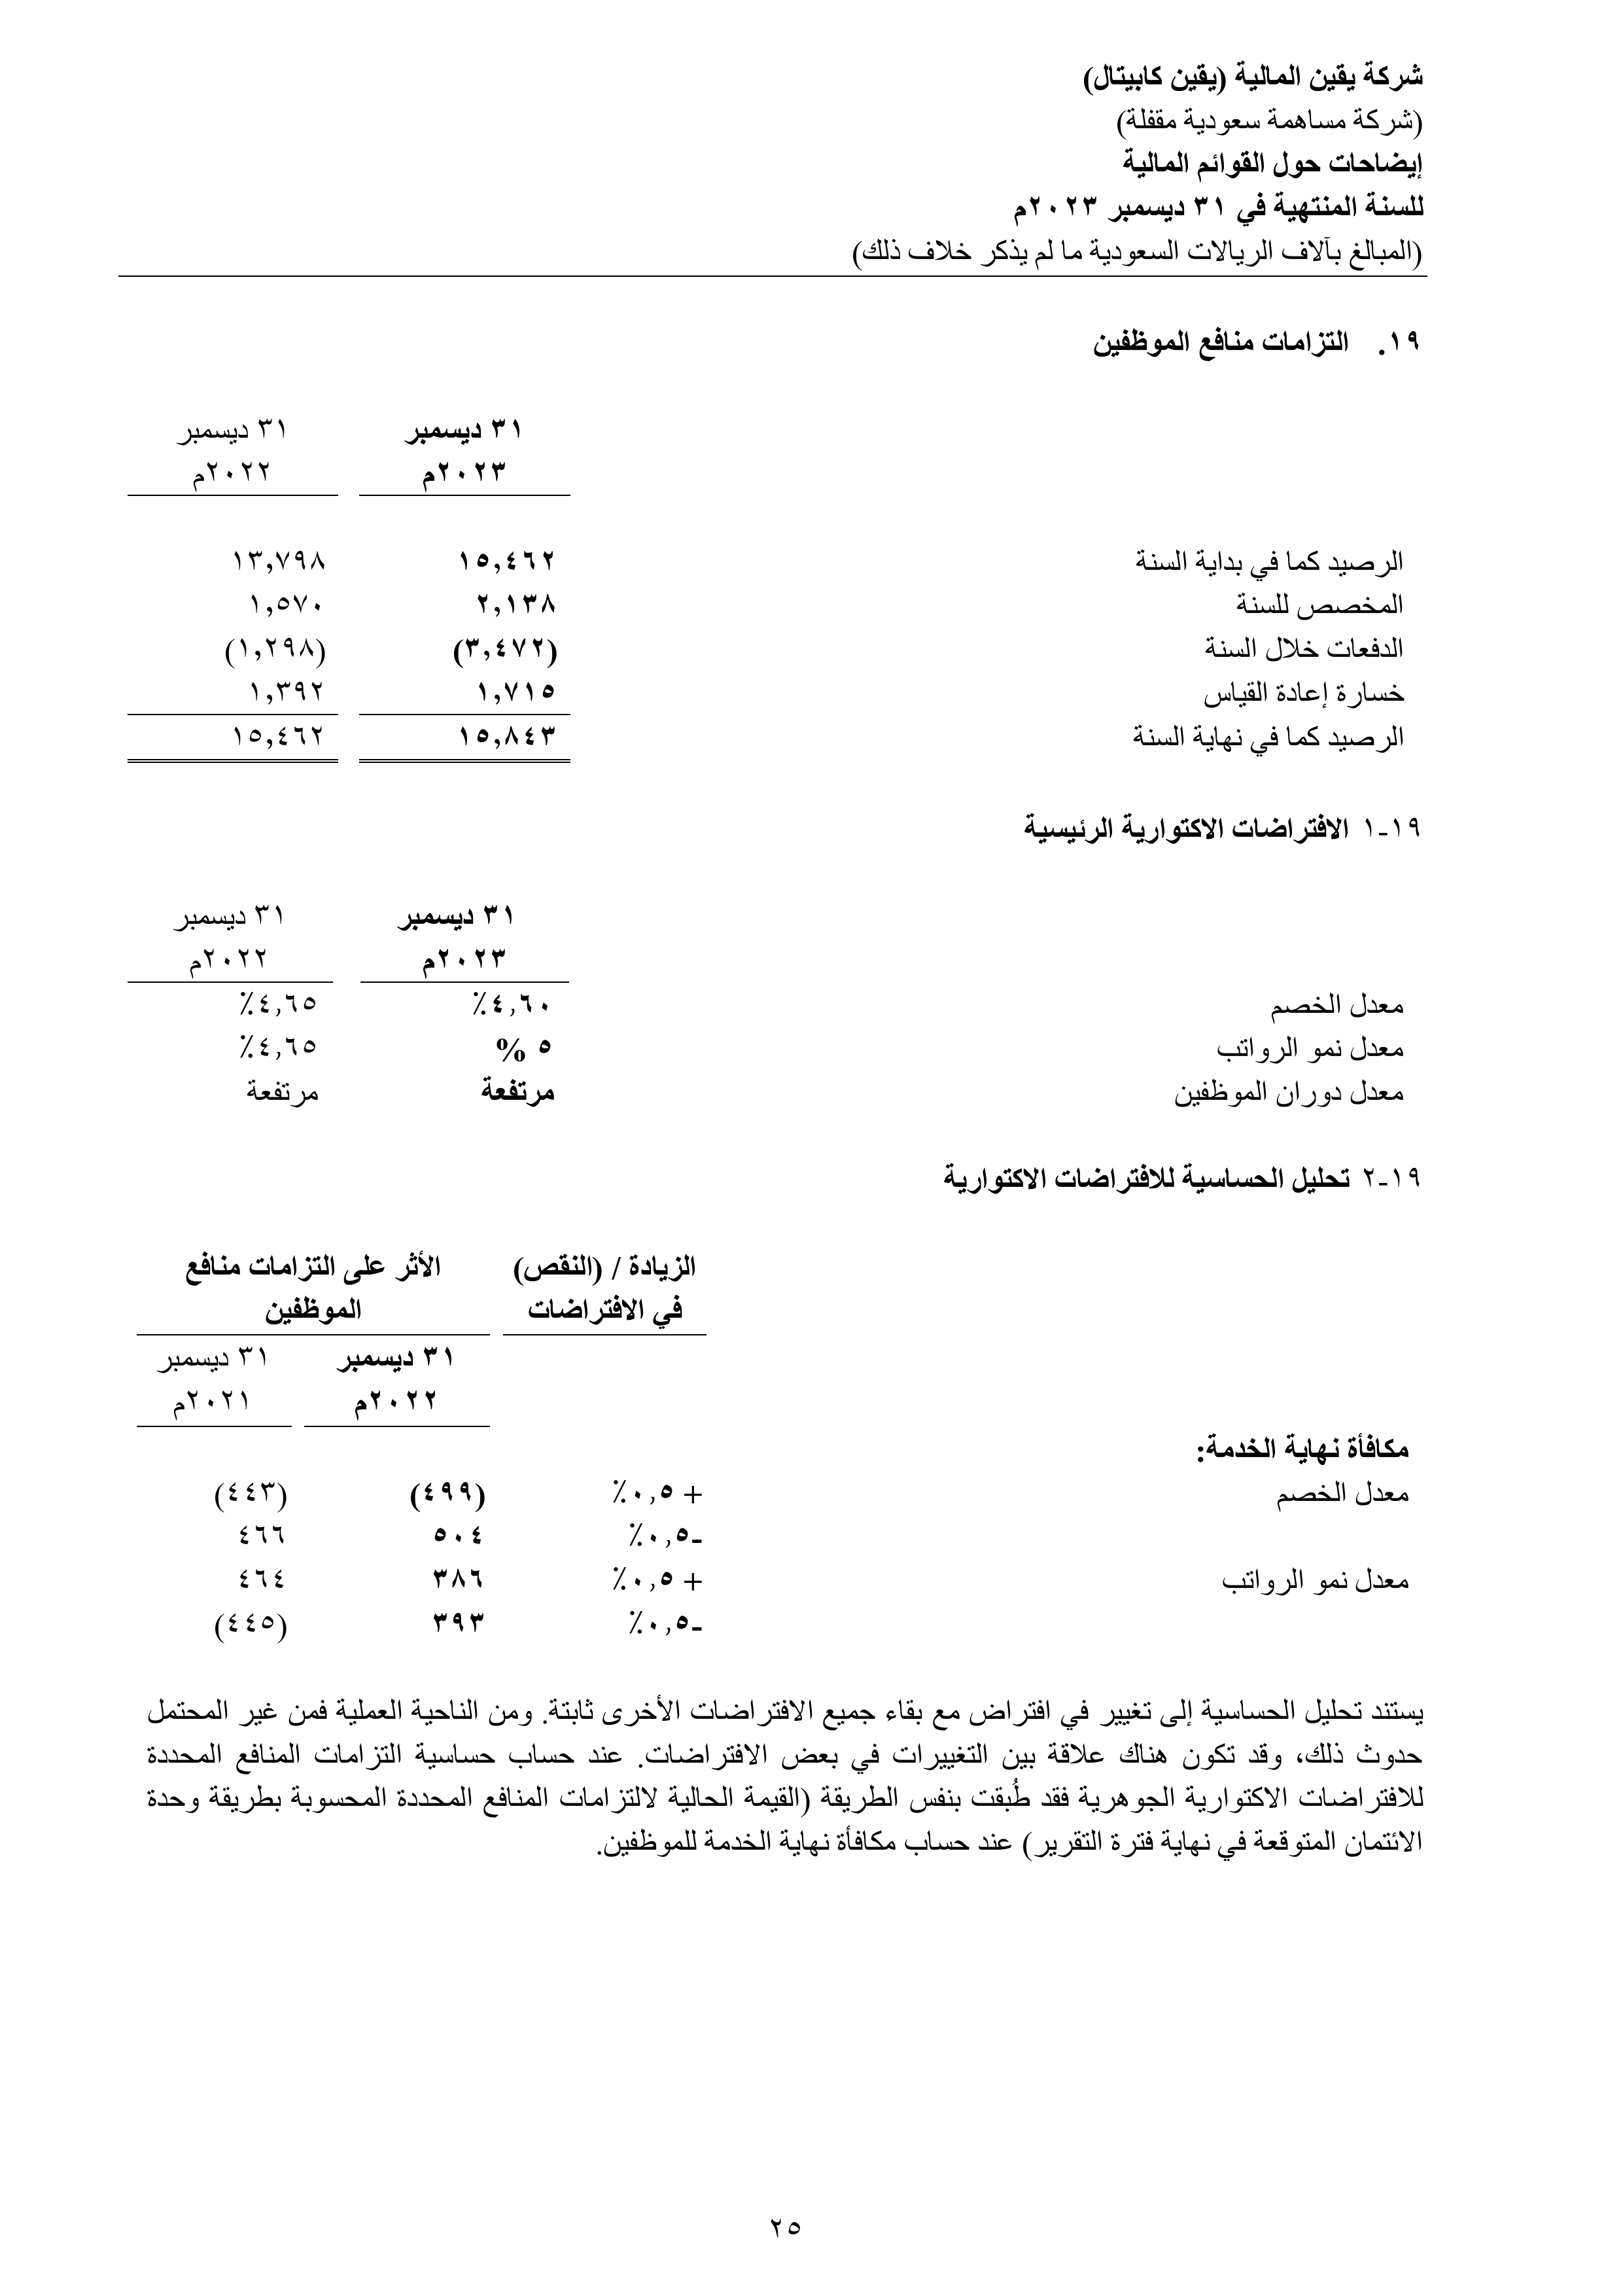 شركة يقين المالية (يقين كابيتال)
(شركة مساهمة سعودية مقفلة)
إيضاحات حول القوائم المالية
للسنة المنتهية في ٣١ ديسمبر ٢٠٢٣م
(المبالغ بآلاف الريالات السعودية ما لم يذكر خلاف ذلك)
١٩. التزامات منافع الموظفين
٣١ ديسمبر ٣١ ديسمبر
٢٠٢٣م ٢٠٢٢م
الرصيد كما في بداية السنة ١٥,٤٦٢ ١٣,٧٩٨
المخصص للسنة ٢,١٣٨ ١,٥٧٠
الدفعات خلال السنة (٣,٤٧٢) (١,٢٩٨)
خسارة إعادة القياس ١,٧١٥ ١,٣٩٢
الرصيد كما في نهاية السنة ١٥,٨٤٣ ١٥,٤٦٢
١٩-١ الافتراضات الاكتوارية الرئيسية
٣١ ديسمبر ٣١ ديسمبر
٢٠٢٣م ٢٠٢٢م
معدل الخصم ٤,٦٠٪ ٤,٦٥٪
معدل نمو الرواتب ٥ % ٤,٦٥٪
معدل دوران الموظفين مرتفعة مرتفعة
١٩-٢ تحليل الحساسية للافتراضات الاكتوارية
الزيادة / (النقص) الأثر على التزامات منافع
في الافتراضات الموظفين
٣١ ديسمبر ٣١ ديسمبر
٢٠٢٢م ٢٠٢١م
مكافأة نهاية الخدمة:
معدل الخصم + ٠,٥٪ (٤٩٩) (٤٤٣)
-٠,٥٪ ٥٠٤ ٤٦٦
معدل نمو الرواتب + ٠,٥٪ ٣٨٦ ٤٦٤
-٠,٥٪ ٣٩٣ (٤٤٥)
يستند تحليل الحساسية إلى تغيير في افتراض مع بقاء جميع الافتراضات الأخرى ثابتة. ومن الناحية العملية فمن غير المحتمل
حدوث ذلك، وقد تكون هناك علاقة بين التغييرات في بعض الافتراضات. عند حساب حساسية التزامات المنافع المحددة
للافتراضات الاكتوارية الجوهرية فقد طُبقت بنفس الطريقة (القيمة الحالية لالتزامات المنافع المحددة المحسوبة بطريقة وحدة
الائتمان المتوقعة في نهاية فترة التقرير) عند حساب مكافأة نهاية الخدمة للموظفين.
٢٥